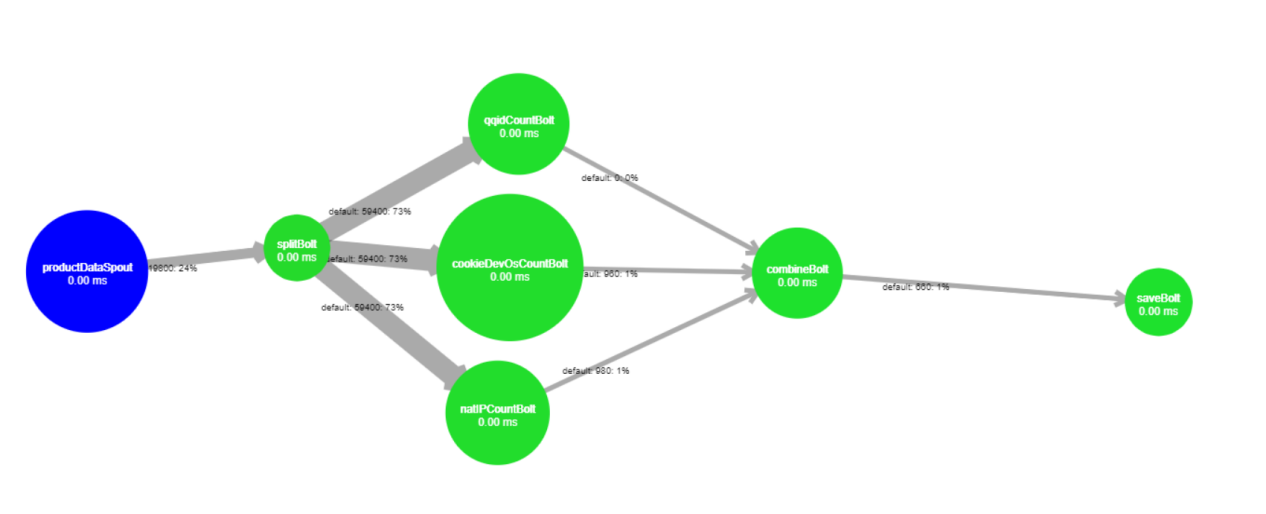 qqidCountBolt
0.00 ms
default: 0: 0%
default: 59400: 73%
productDataSpout
0.00 ms
19800: 24%
splitBolt
0.00 ms
default: 59400: 73%
cookieDevOsCountBolt
0.00 ms
ault: 960: 1%
combineBolt
0.00 ms
default: 660: 1%
saveBolt
0.00 ms
default: 59400: 73%
default: 980: 1%
natIPCountBolt
0.00 ms